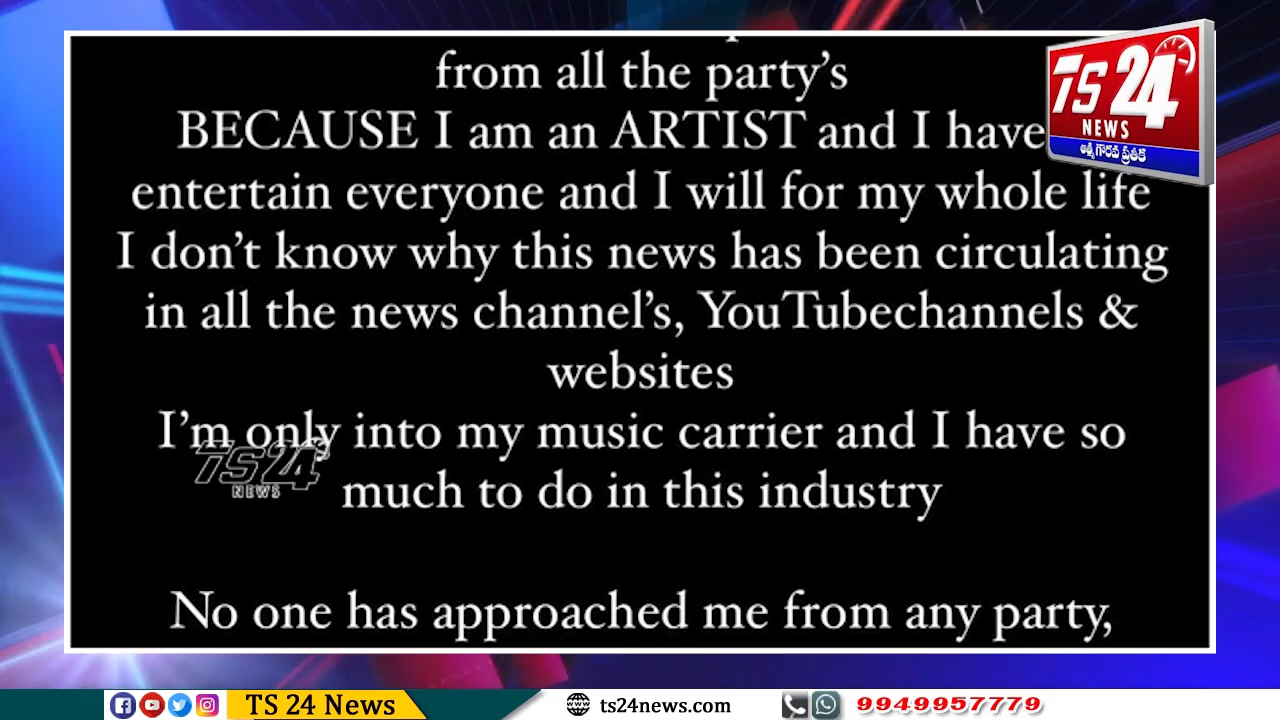 from all the party's
BECAUSE I am an ARTIST and I have
entertain everyone and I will for my whole life
I don't know why this news has been circulating
in all the news channel's, YouTubechannels &
websites
I'm only into my music carrier and I have so
much to do in this industry
No one has approached me from any party,
TS 24
NEWS
ఆత్మ గౌరవ ప్రతీక
TS 24
NEWS
TS 24 News
ts24news.com
9949957779